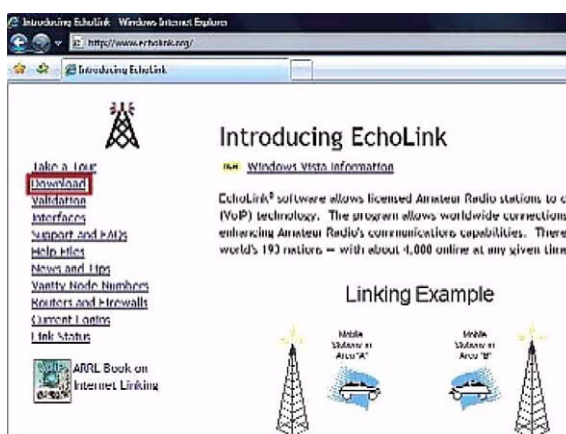 Introducing EchoLink - Windows Internet Explorer
http://www.echolink.org/
Introducing EchoLink
Introducing EchoLink
Take a Tour
Download
Validation
Interfaces
Support and FAQs
Help Files
News and Tips
Vanity Node Numbers
Routers and Firewalls
Current Logins
Link Status
ARRL Book on
Internet Linking
Windows Vista Information
EchoLink® software allows licensed Amateur Radio stations to c
(VoIP) technology. The program allows worldwide connections
enhancing Amateur Radio's communications capabilities. There
world's 193 nations — with about 4,000 online at any given time
Linking Example
Mobile
Stations in
Area "A"
Mobile
Stations in
Area "B"